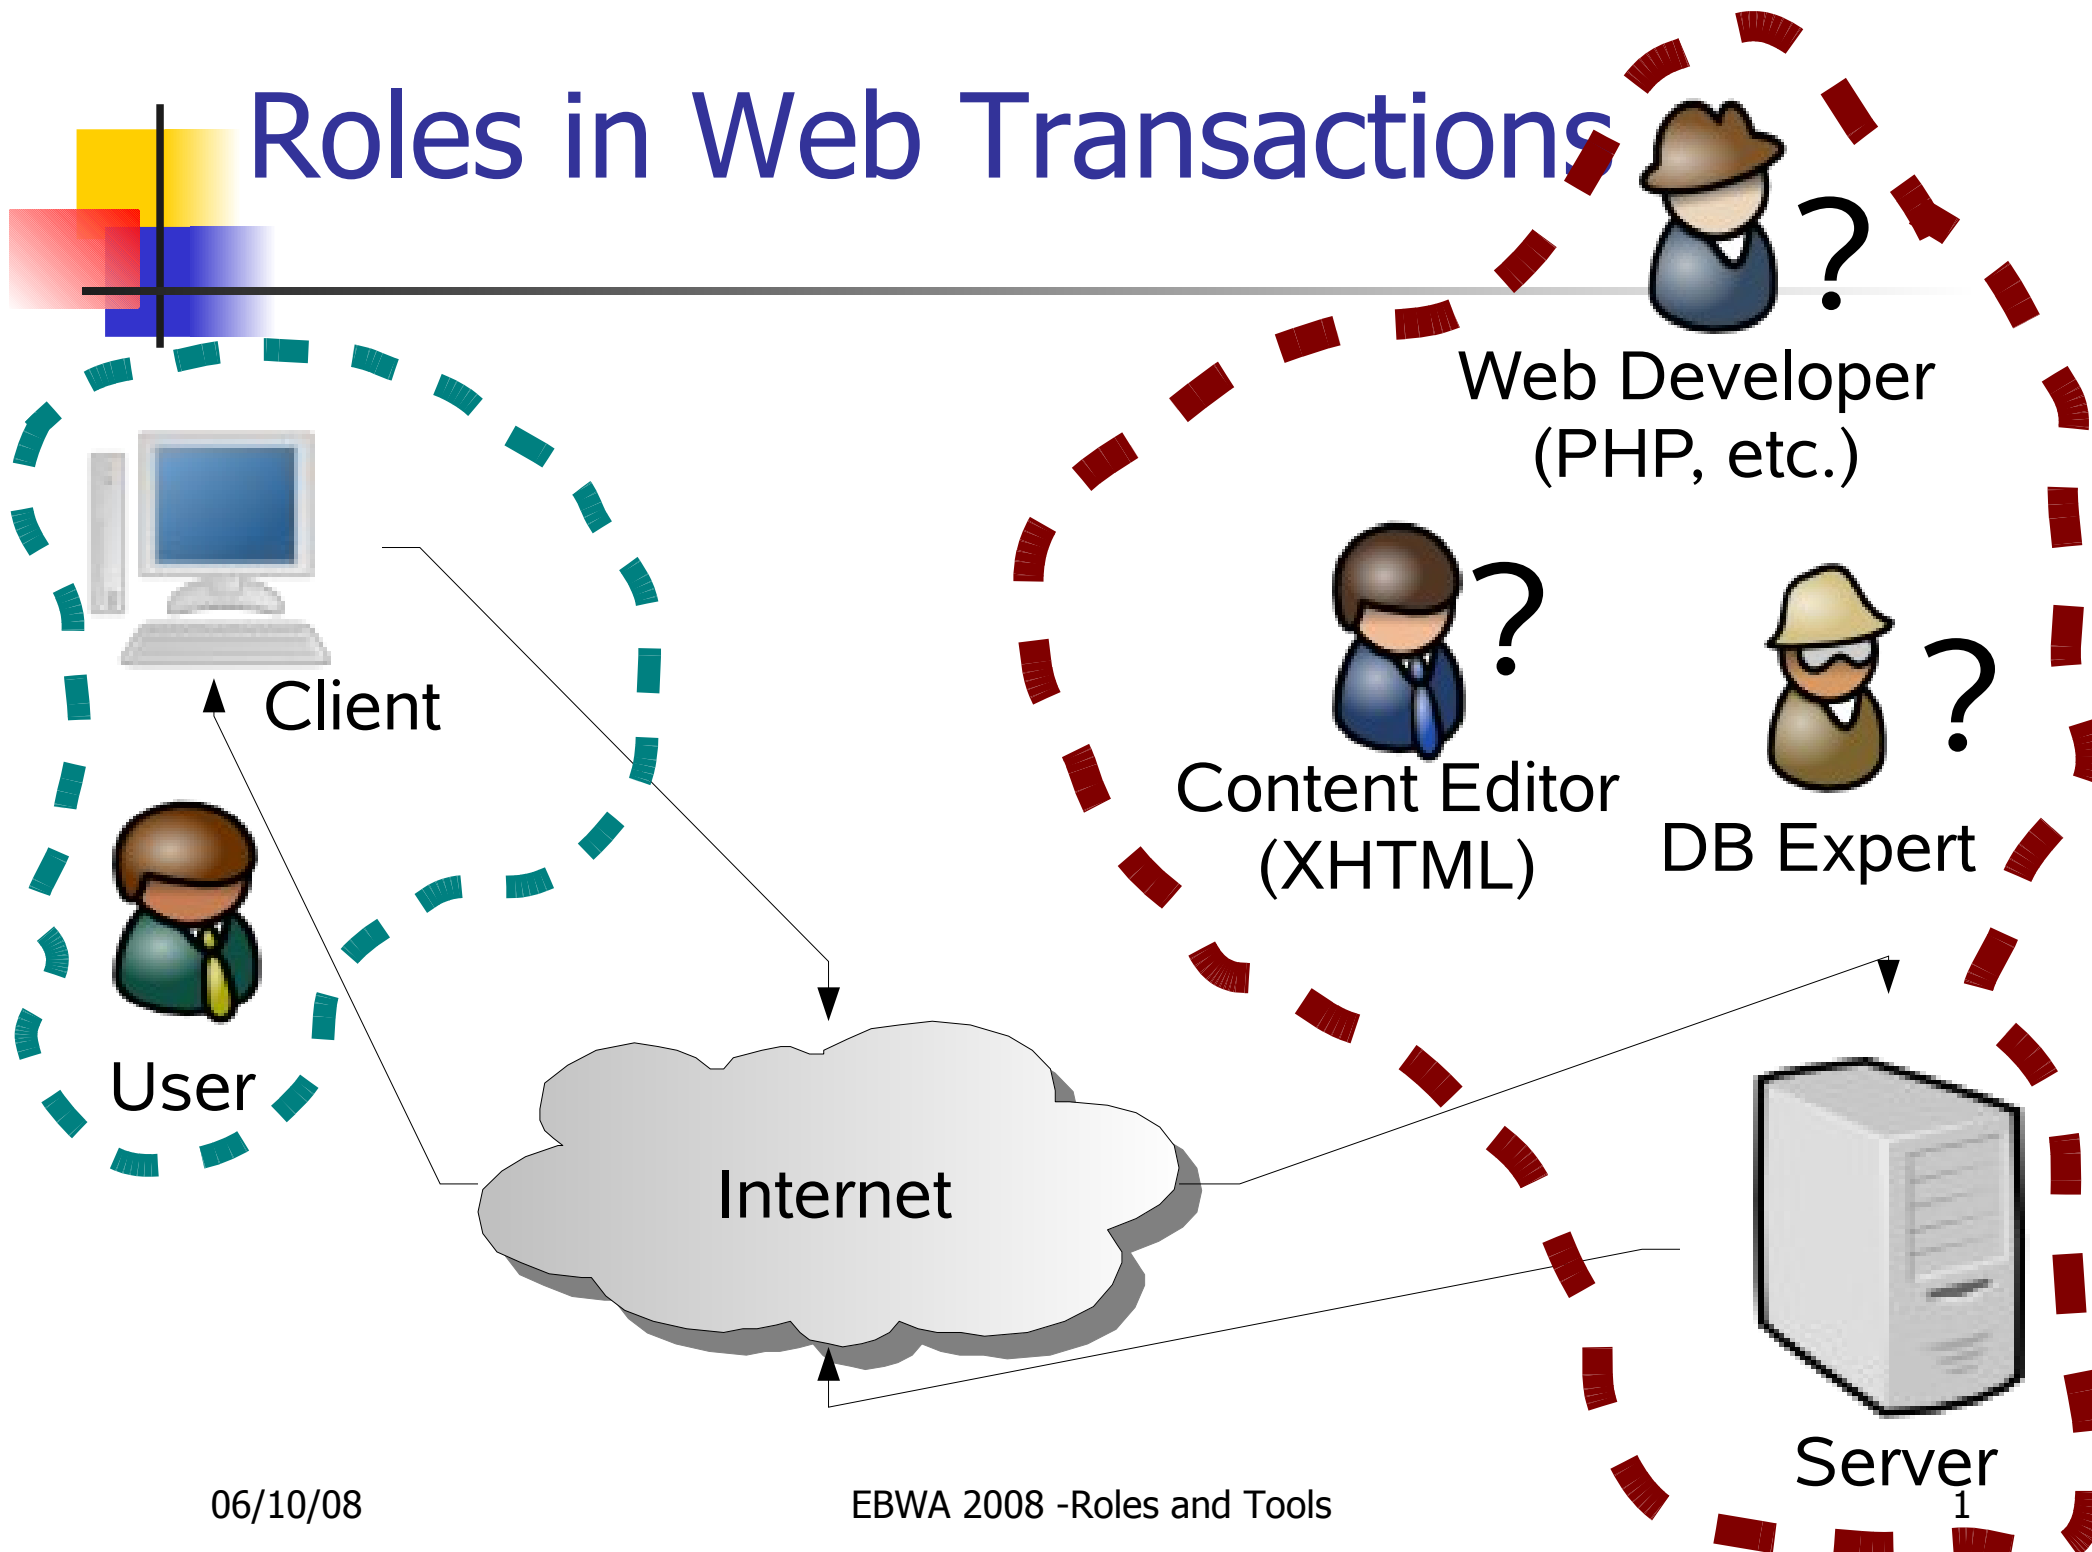 Roles in Web Transactions
?
Web Developer
(PHP, etc.)
?
?
Client
Content Editor
(XHTML)
DB Expert
User
Internet
Server
06/10/08
EBWA 2008 -Roles and Tools
1